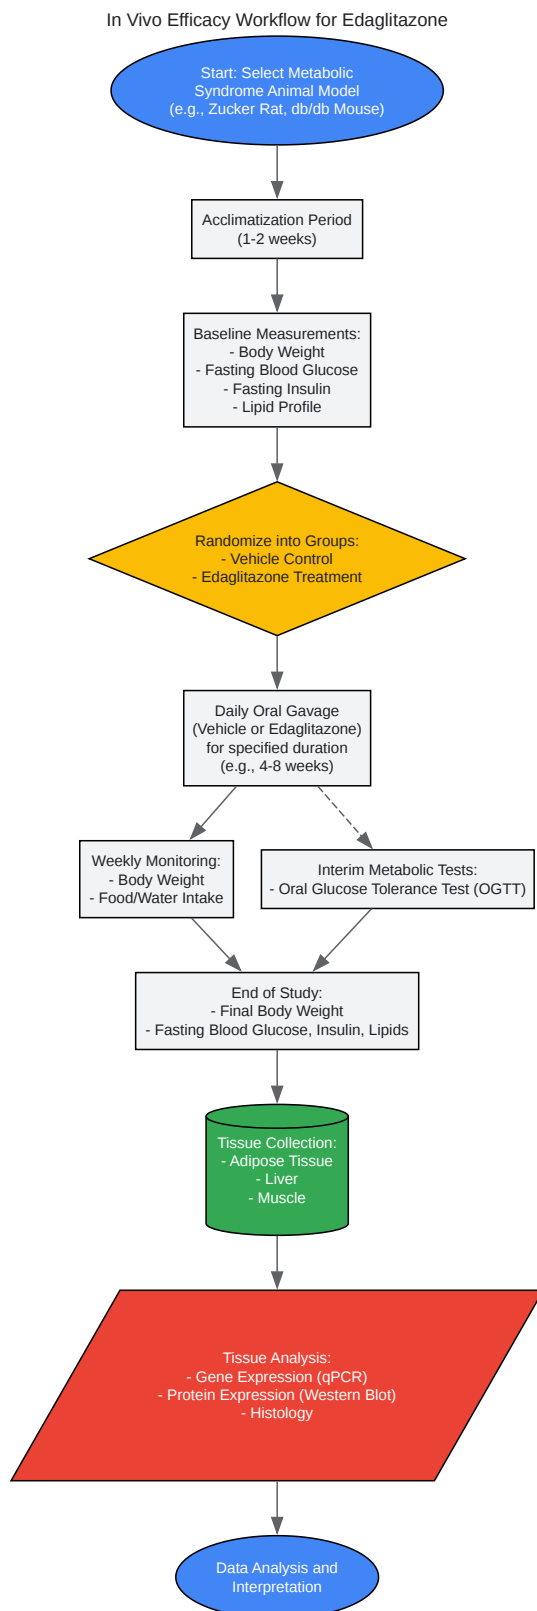 In Vivo Efficacy Workflow for Edaglitazone
Start: Select Metabolic
Syndrome Animal Model
(e.g., Zucker Rat, db/db Mouse)
Acclimatization Period
(1-2 weeks)
Baseline Measurements:
- Body Weight
- Fasting Blood Glucose
- Fasting Insulin
- Lipid Profile
Randomize into Groups:
- Vehicle Control
- Edaglitazone Treatment
Daily Oral Gavage
(Vehicle or Edaglitazone)
for specified duration
(e.g., 4-8 weeks)
Weekly Monitoring:
- Body Weight
- Food/Water Intake
Interim Metabolic Tests:
- Oral Glucose Tolerance Test (OGTT)
End of Study:
- Final Body Weight
- Fasting Blood Glucose, Insulin, Lipids
Tissue Collection:
- Adipose Tissue
- Liver
- Muscle
Tissue Analysis:
- Gene Expression (qPCR)
- Protein Expression (Western Blot)
- Histology
Data Analysis and
Interpretation